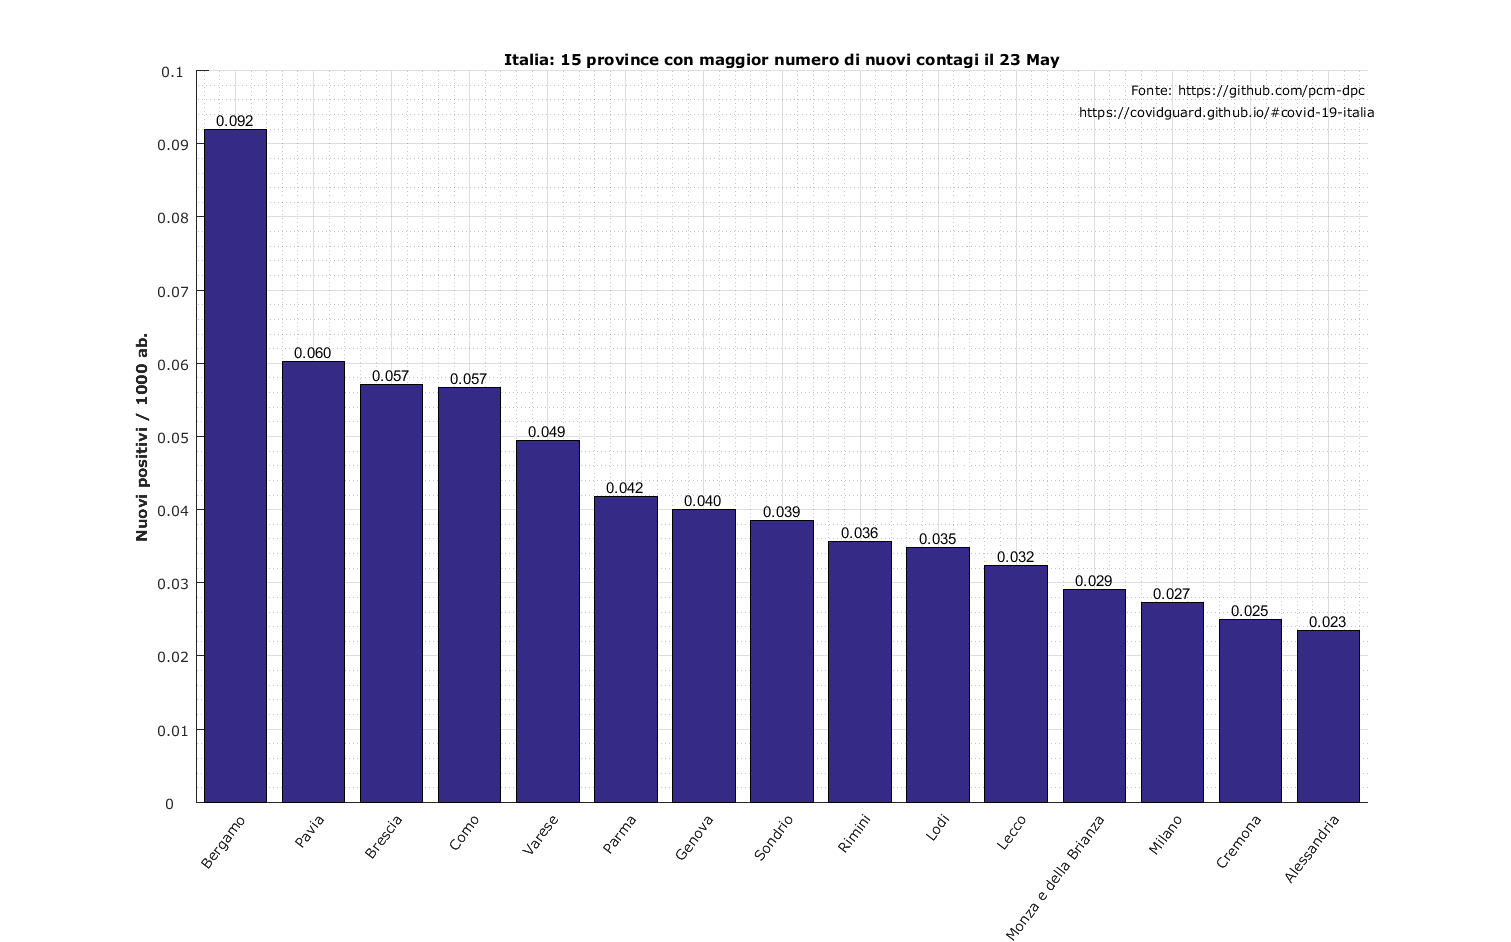 Italia: 15 province con maggior numero di nuovi contagi il 23 May
Fonte: https://github.com/pcm-dpc
https://covidguard.github.io/#covid-19-italia
Nuovi positivi / 1000 ab.
0.1
0.09
0.08
0.07
0.06
0.05
0.04
0.03
0.02
0.01
0
0.092
0.060
0.057
0.057
0.049
0.042
0.040
0.039
0.036
0.035
0.032
0.029
0.027
0.025
0.023
Bergamo
Pavia
Brescia
Como
Varese
Parma
Genova
Sondrio
Rimini
Lodi
Lecco
Monza e della Brianza
Milano
Cremona
Alessandria